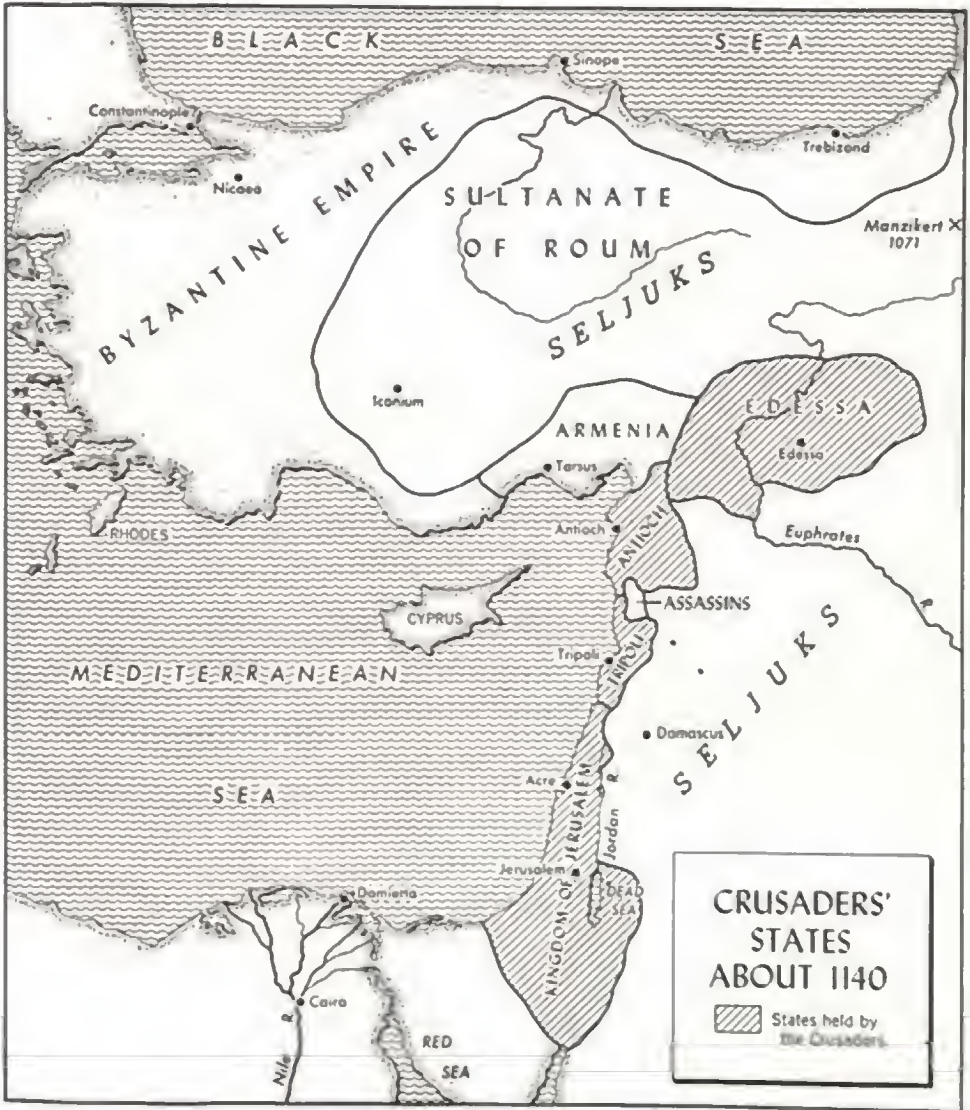 BLACK SEA
Sinope
Constantinople
Trebizond
Nicaea
BYZANTINE EMPIRE
SULTANATE
OF ROUM
Manzikert
1071
SELJUKS
Iconium
ARMENIA
EDESSA
Edessa
Tarsus
Antioch
ANTIOCH
Euphrates R.
RHODES
CYPRUS
ASSASSINS
Tripoli
TRIPOLI
MEDITERRANEAN
SEA
SELJUKS
Damascus
Acre
Jordan R.
Jerusalem
KINGDOM OF JERUSALEM
DEAD
SEA
Damietta
Cairo
Nile R.
RED
SEA
CRUSADERS'
STATES
ABOUT 1140
States held by
the Crusaders